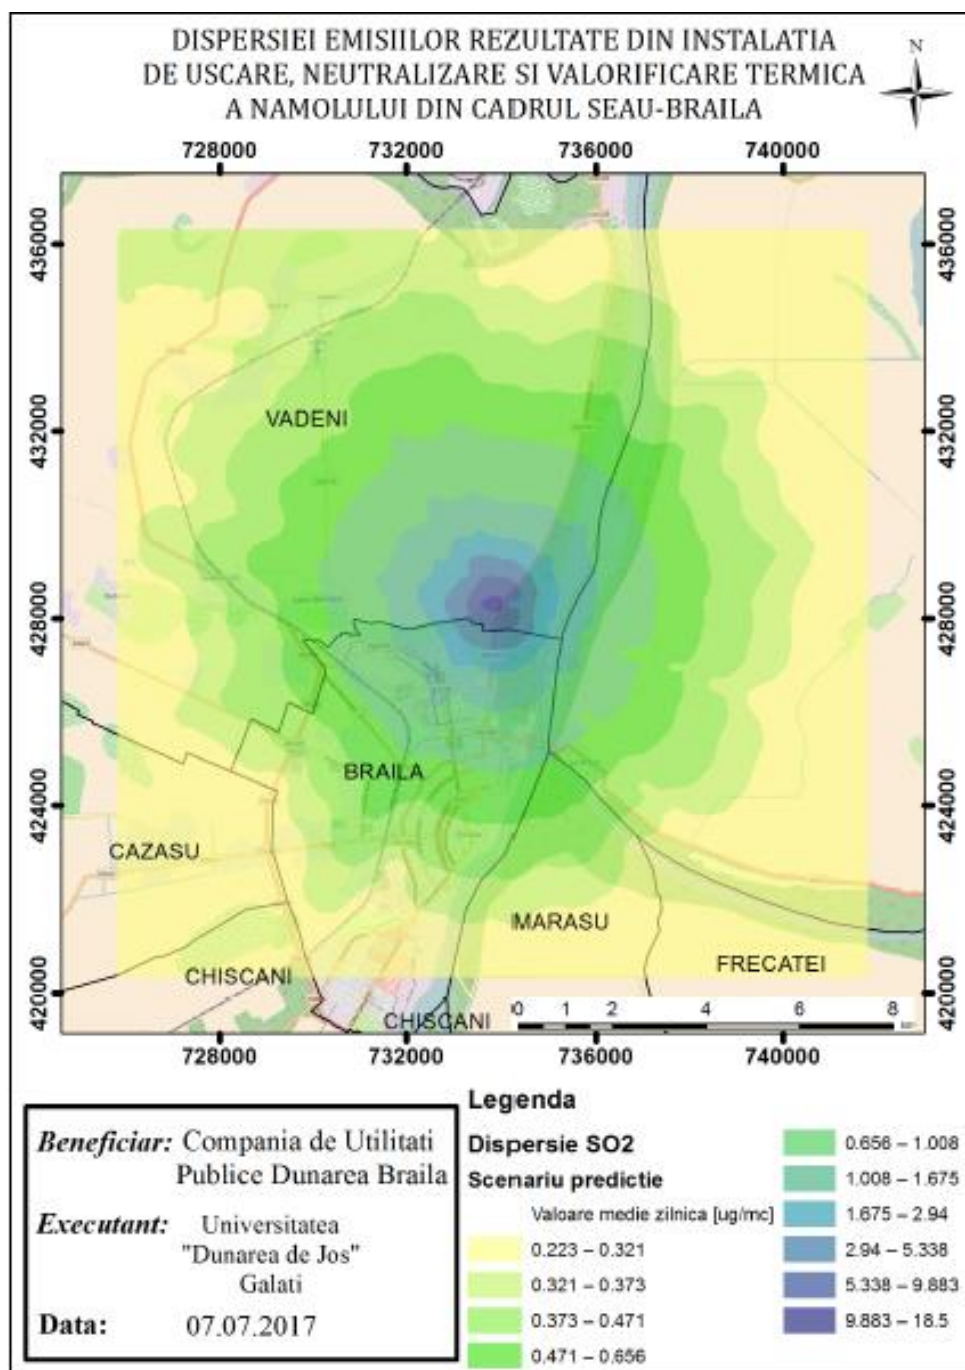 DISPERSIEI EMISIILOR REZULTATE DIN INSTALATIA
DE USCARE, NEUTRALIZARE SI VALORIFICARE TERMICA
A NAMOLULUI DIN CADRUL SEAU-BRAILA
N
728000 732000 736000 740000
436000 436000
432000 432000
428000 428000
424000 424000
420000 420000
VADENI
BRAILA
CAZASU
MARASU
CHISCANI
FRECATEI
CHISCANI
0 1 2 4 6 8
728000 732000 736000 740000
Beneficiar: Compania de Utilitati
Publice Dunarea Braila
Executant: Universitatea
"Dunarea de Jos"
Galati
Data: 07.07.2017
Legenda
Dispersie SO2
Scenariu predictie
Valoare medie zilnica [ug/mc]
0.223 – 0.321
0.321 – 0.373
0.373 – 0.471
0.471 – 0.656
0.656 – 1.008
1.008 – 1.675
1.675 – 2.94
2.94 – 5.338
5.338 – 9.883
9.883 – 18.5